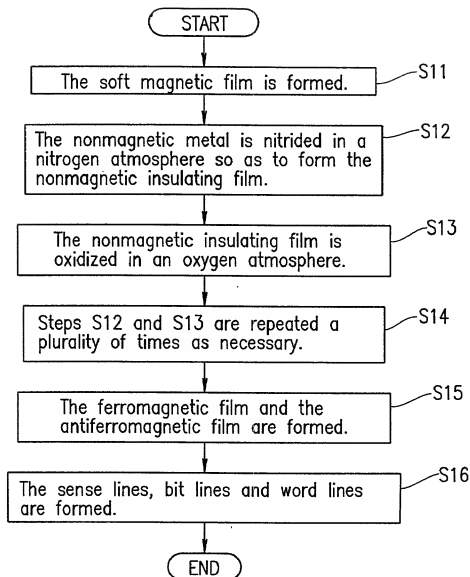 START
The soft magnetic film is formed.
S11
The nonmagnetic metal is nitrided in a
nitrogen atmosphere so as to form the
nonmagnetic insulating film.
S12
The nonmagnetic insulating film is
oxidized in an oxygen atmosphere.
S13
Steps S12 and S13 are repeated a
plurality of times as necessary.
S14
The ferromagnetic film and the
antiferromagnetic film are formed.
S15
The sense lines, bit lines and word lines
are formed.
S16
END